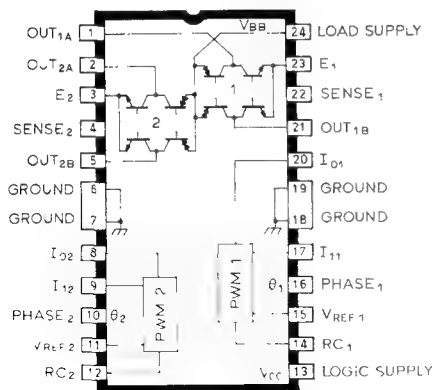 OUT1A 1
OUT2A 2
E2 3
SENSE2 4
OUT2B 5
GROUND 6
GROUND 7
I02 8
I12 9
PHASE2 10
VREF2 11
RC2 12
VBB
1
2
θ2
PWM 2
PWM 1
θ1
VCC
24 LOAD SUPPLY
23 E1
22 SENSE1
21 OUT1B
20 I01
19 GROUND
18 GROUND
17 I11
16 PHASE1
15 VREF1
14 RC1
13 LOGIC SUPPLY